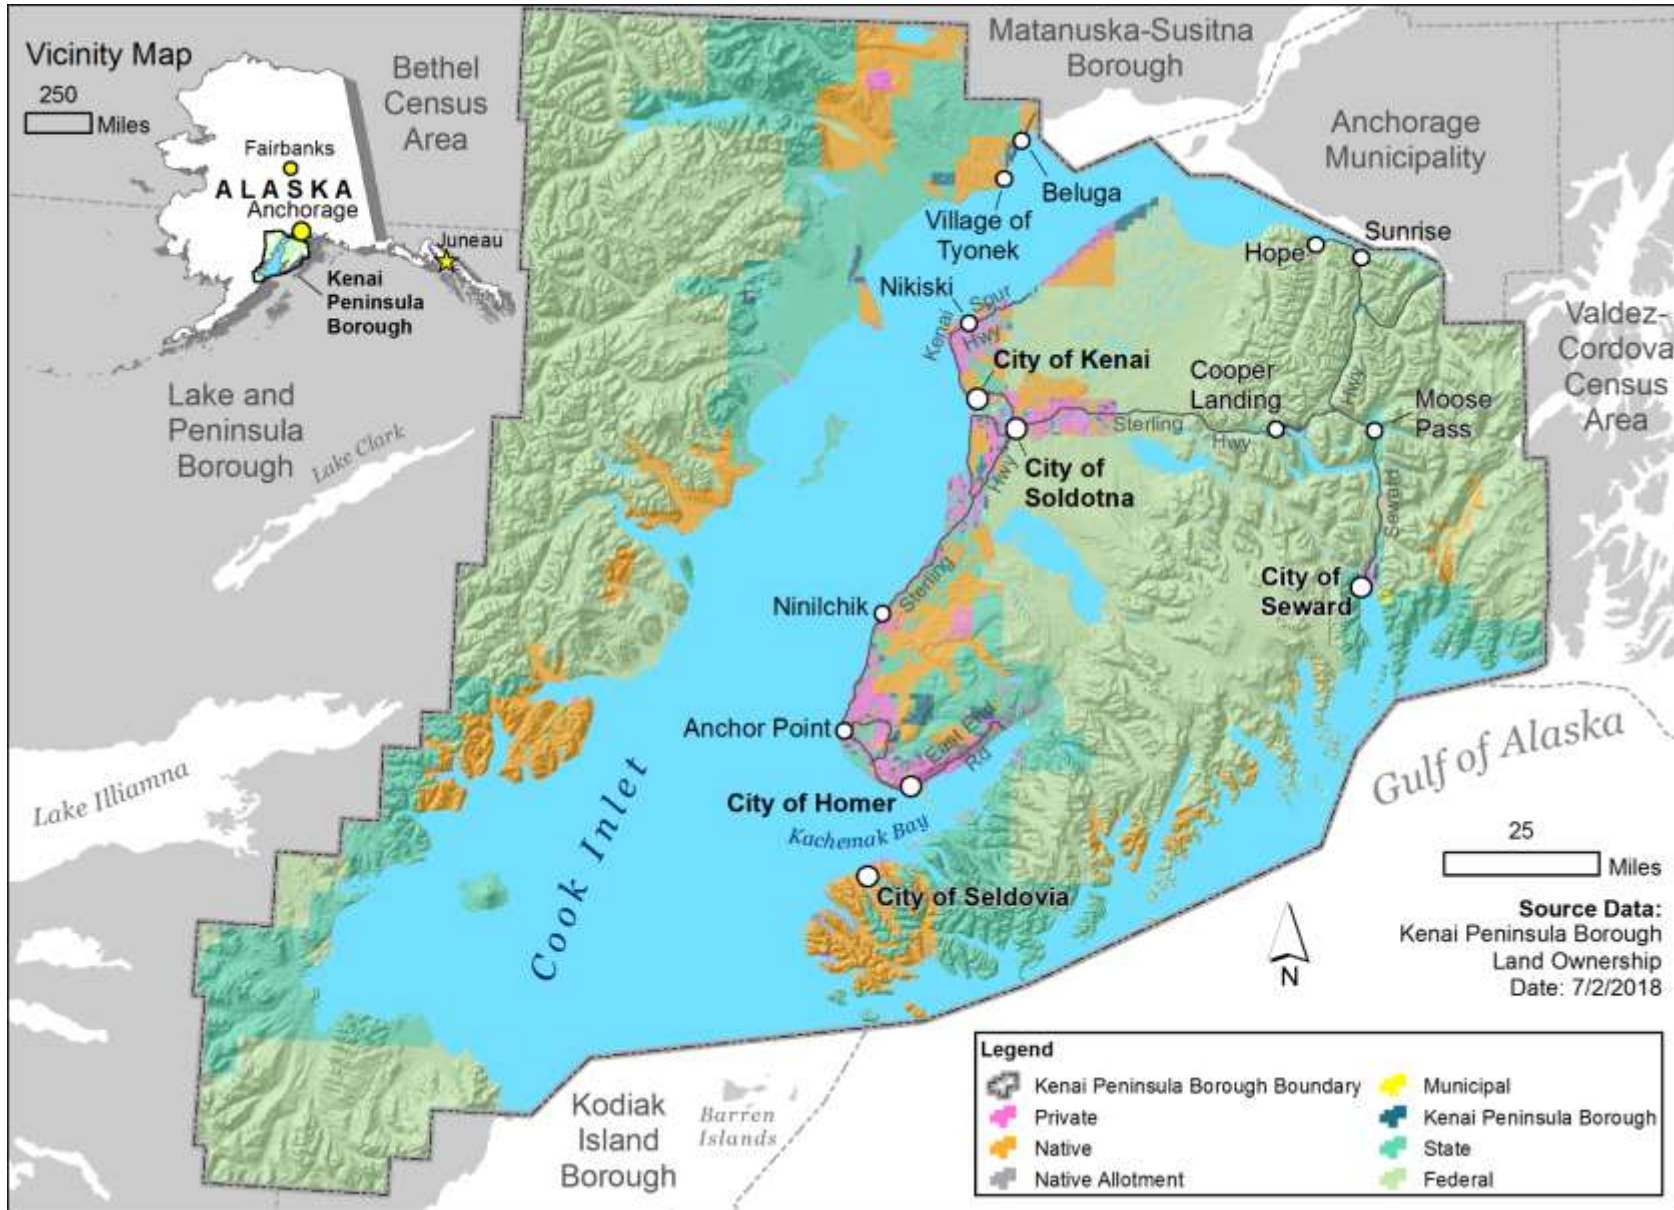 Vicinity Map
250
Miles
Fairbanks
ALASKA
Anchorage
Juneau
Kenai
Peninsula
Borough
Bethel
Census
Area
Matanuska-Susitna
Borough
Anchorage
Municipality
Valdez-
Cordova
Census
Area
Lake and
Peninsula
Borough
Lake Clark
Lake Illiamna
Beluga
Village of
Tyonek
Hope
Sunrise
Nikiski
Kenai
Spur
Hwy
City of Kenai
Cooper
Landing
Hwy
Moose
Pass
Sterling
Hwy
City of
Soldotna
Hwy
Seward
City of
Seward
Ninilchik
Sterling
Anchor Point
East End
Rd
City of Homer
Kachemak Bay
City of Seldovia
Cook Inlet
Gulf of Alaska
25
Miles
Source Data:
Kenai Peninsula Borough
Land Ownership
Date: 7/2/2018
N
Kodiak
Island
Borough
Barren
Islands
Legend
Kenai Peninsula Borough Boundary
Private
Native
Native Allotment
Municipal
Kenai Peninsula Borough
State
Federal